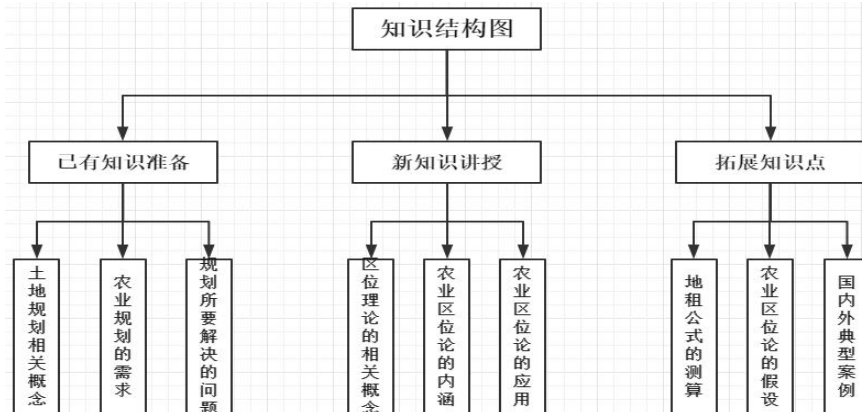 知识结构图
已有知识准备
新知识讲授
拓展知识点
土地规划相关概念
农业规划的需求
规划所要解决的问题
区位理论的相关概念
农业区位论的内涵
农业区位论的应用
地租公式的测算
农业区位论的假设
国内外典型案例